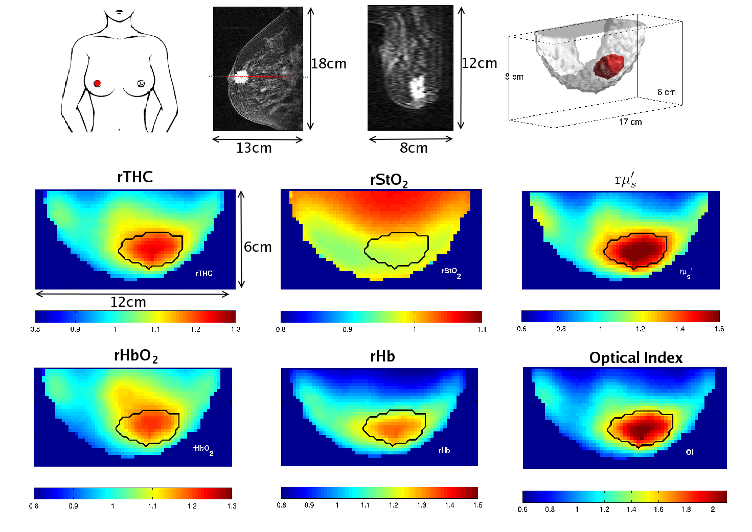 18cm
12cm
13cm
8cm
6 cm
17 cm
rTHC
rStO2
rμ′s
6cm
rTHC
rStO2
rμs'
12cm
0.8 0.9 1 1.1 1.2 1.3
0.8 0.9 1 1.1
0.6 0.8 1 1.2 1.4 1.6
rHbO2
rHb
Optical Index
rHbO2
rHb
OI
0.8 0.9 1 1.1 1.2 1.3
0.8 0.9 1 1.1 1.2 1.3 1.4 1.5
0.6 0.8 1 1.2 1.4 1.6 1.8 2